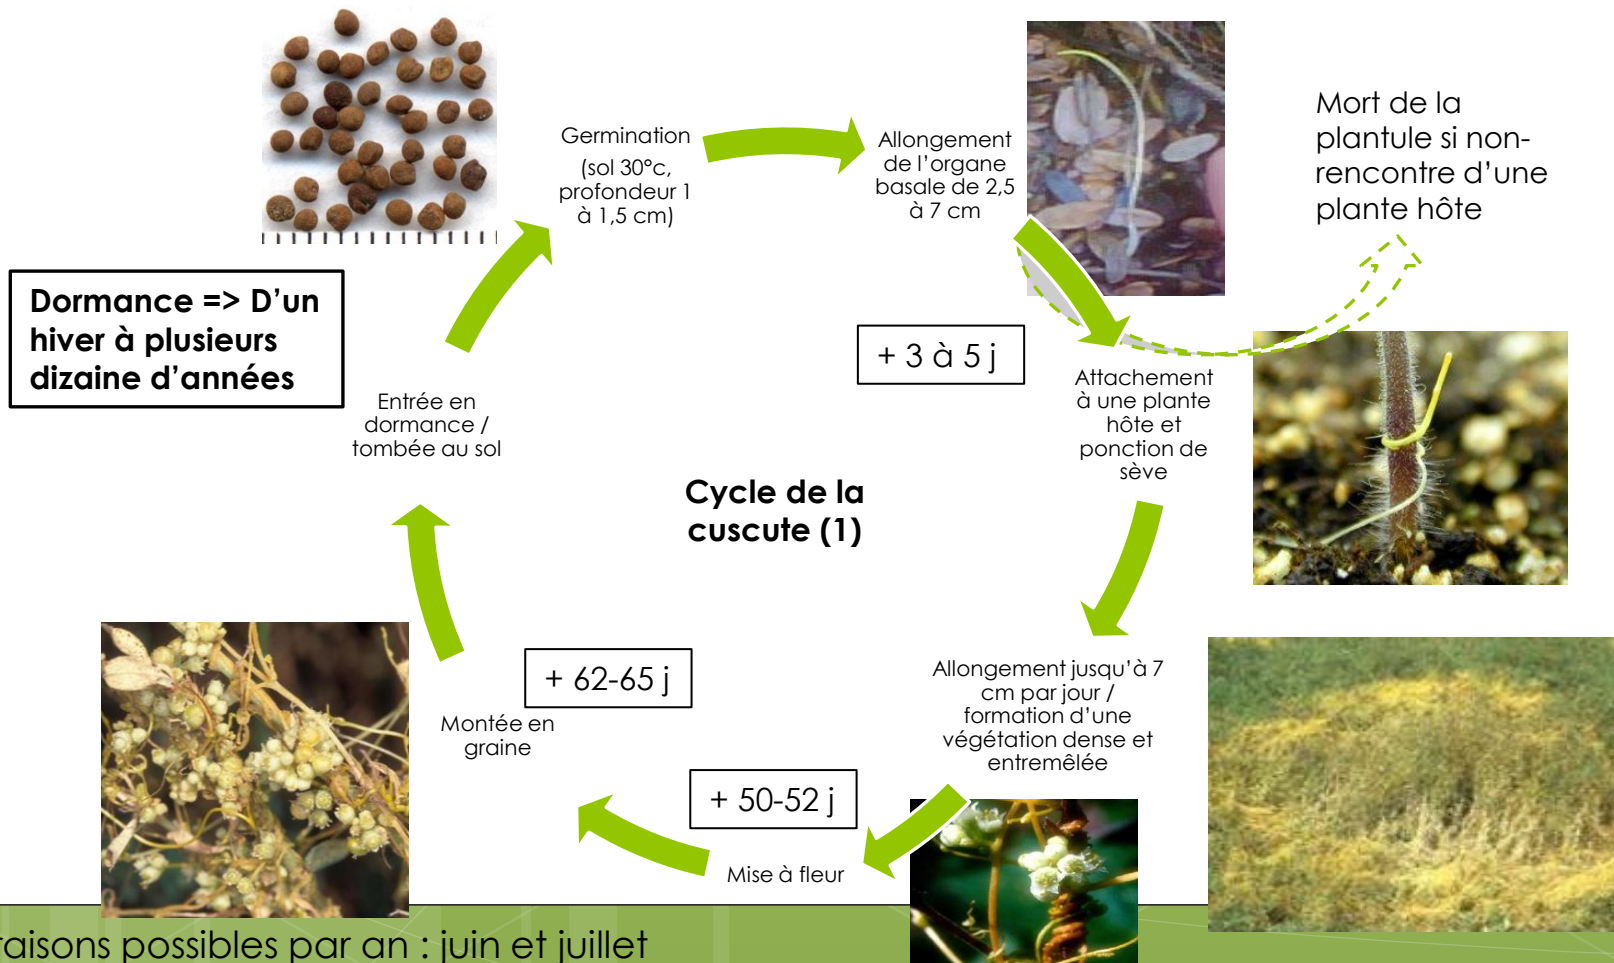 Germination
(sol 30°c,
profondeur 1
à 1,5 cm)
Allongement
de l’organe
basale de 2,5
à 7 cm
Mort de la
plantule si non-
rencontre d’une
plante hôte
+ 3 à 5 j
Attachement
à une plante
hôte et
ponction de
sève
Allongement jusqu’à 7
cm par jour /
formation d’une
végétation dense et
entremêlée
+ 50-52 j
Mise à fleur
+ 62-65 j
Montée en
graine
Entrée en
dormance /
tombée au sol
Dormance => D’un
hiver à plusieurs
dizaine d’années
Cycle de la
cuscute (1)
possibles par an : juin et juillet